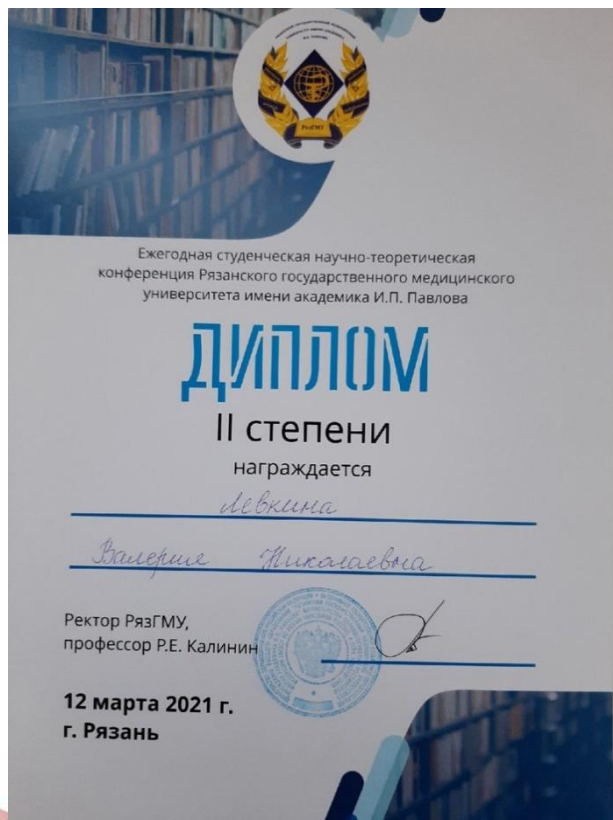 РязГМУ
Ежегодная студенческая научно-теоретическая
конференция Рязанского государственного медицинского
университета имени академика И.П. Павлова
ДИПЛОМ
II степени
награждается
Левкина
Валерия Николаевна
Ректор РязГМУ,
профессор Р.Е. Калинин
12 марта 2021 г.
г. Рязань